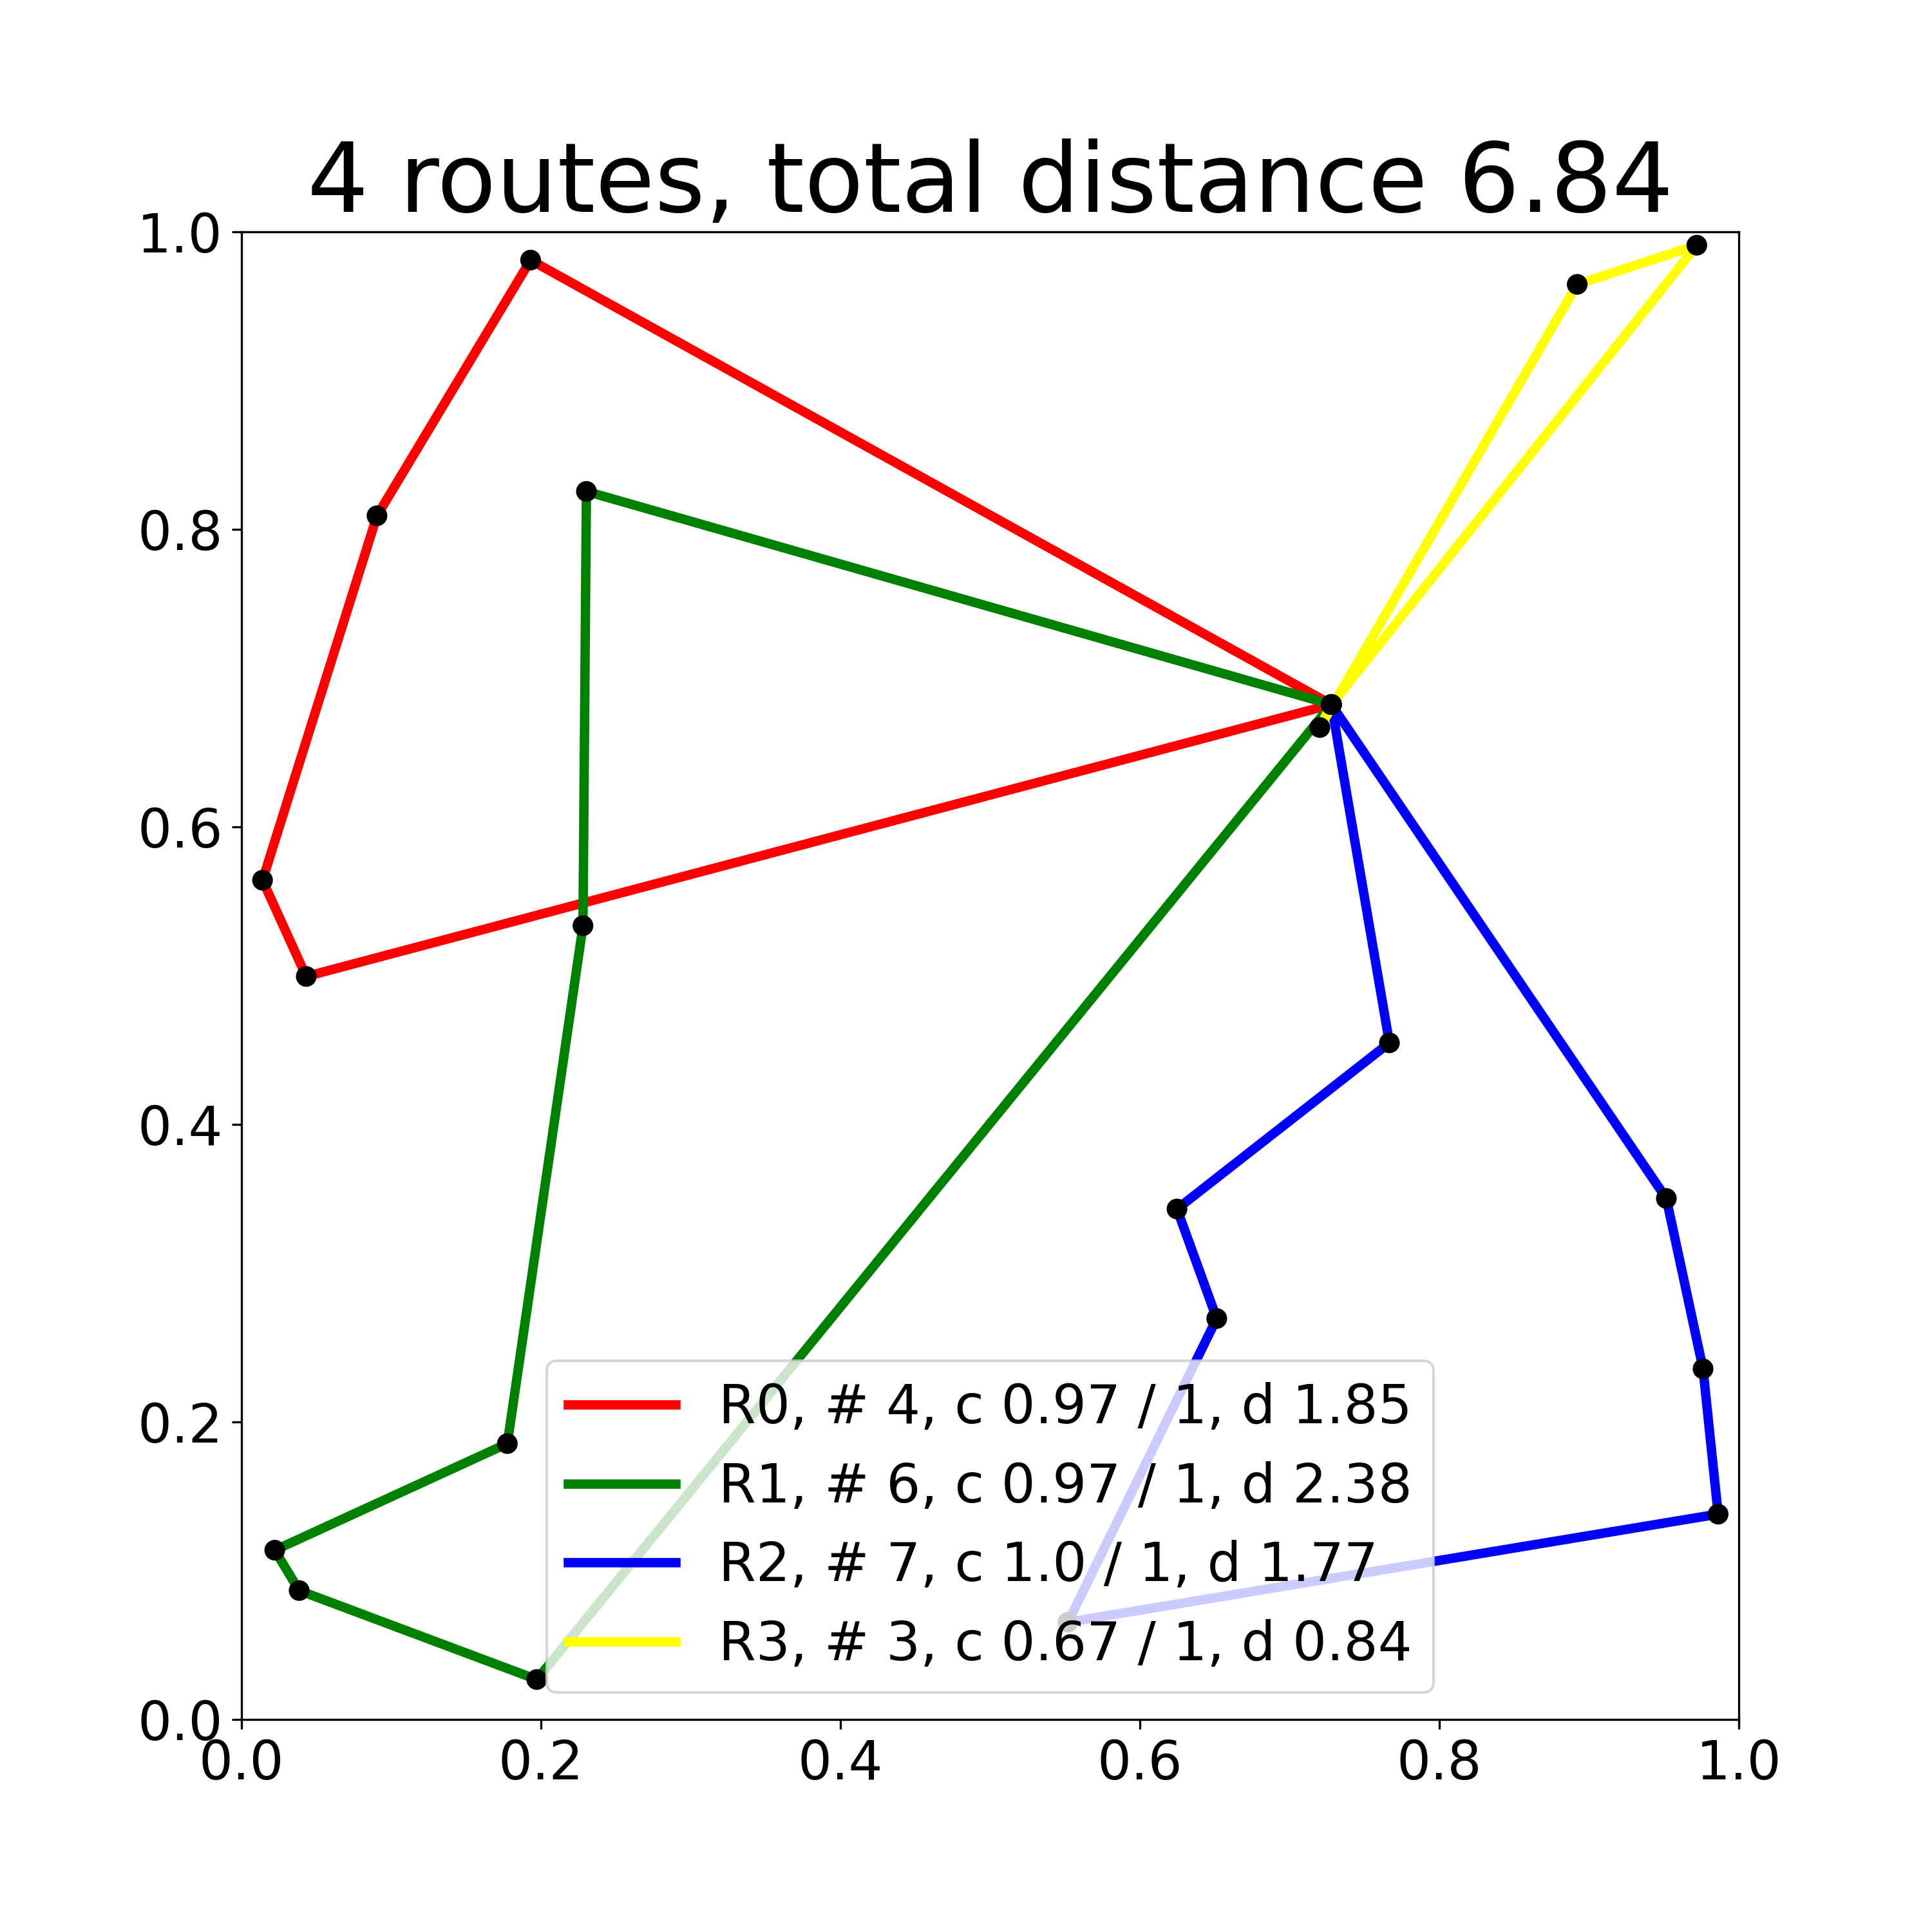 4 routes, total distance 6.84
1.0
0.8
0.6
0.4
0.2
0.0
R0, # 4, c 0.97 / 1, d 1.85
R1, # 6, c 0.97 / 1, d 2.38
R2, # 7, c 1.0 / 1, d 1.77
R3, # 3, c 0.67 / 1, d 0.84
0.0 0.2 0.4 0.6 0.8 1.0